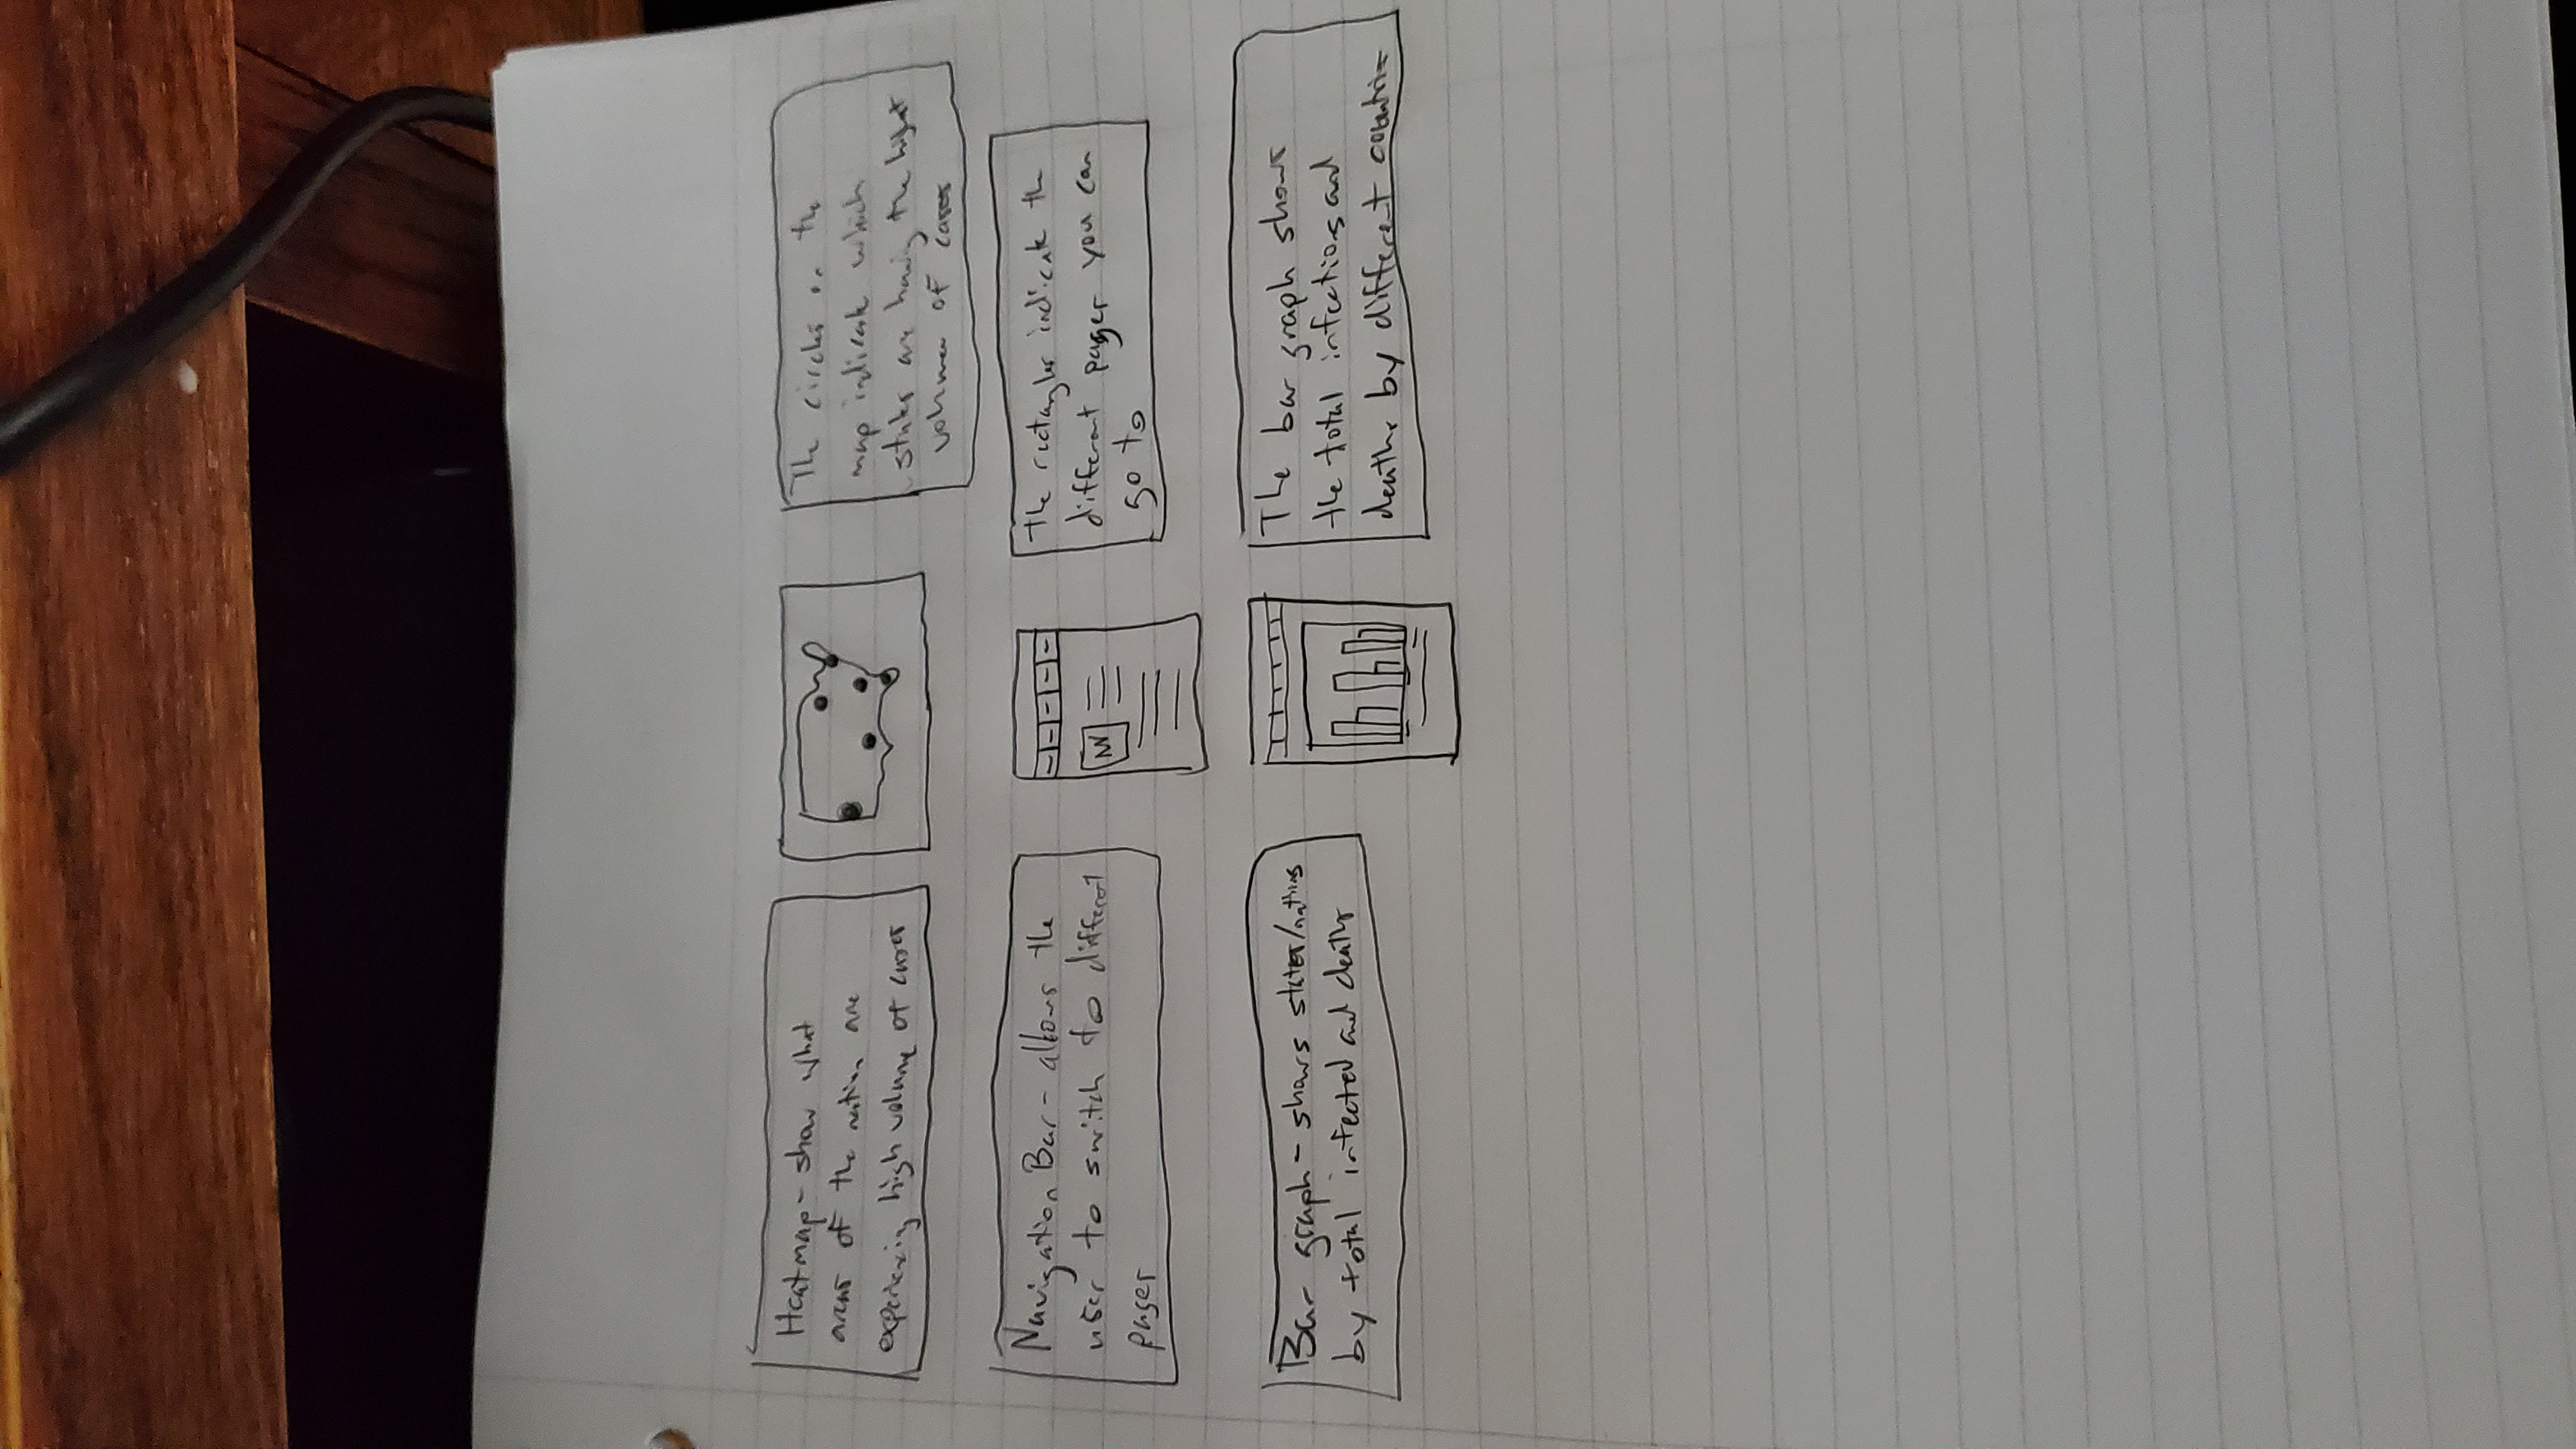 Heatmap - show what
areas of the nation are
experiencing high volume of cases
The circles on the
map indicate which
states are having the highest
volumes of cases
Navigation Bar - allows the
user to switch to different
pages
The rectangles indicate the
different pages you can
go to
Bar graph - shows states/nations
by total infected and deaths
The bar graph shows
the total infections and
deaths by different countries